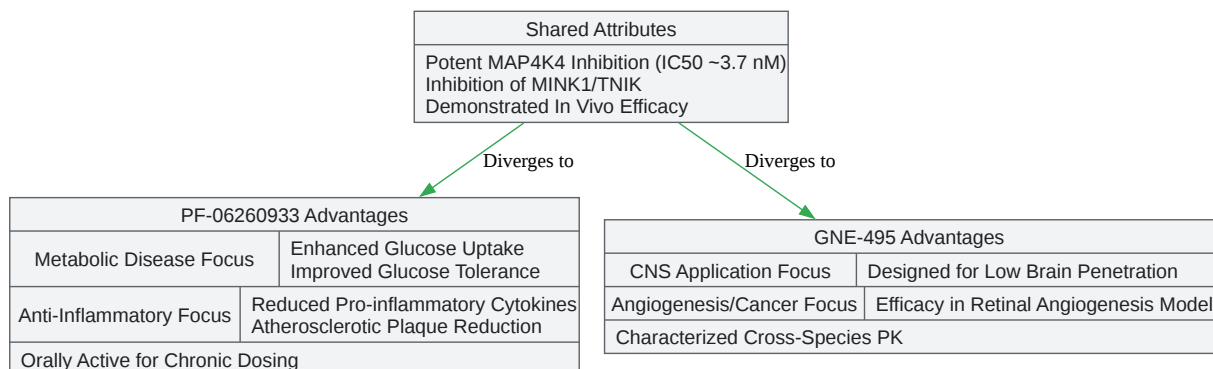 Shared Attributes
Potent MAP4K4 Inhibition (IC50 ~3.7 nM)
Inhibition of MINK1/TNIK
Demonstrated In Vivo Efficacy
Diverges to
Diverges to
PF-06260933 Advantages
Metabolic Disease Focus
Enhanced Glucose Uptake
Improved Glucose Tolerance
Anti-Inflammatory Focus
Reduced Pro-inflammatory Cytokines
Atherosclerotic Plaque Reduction
Orally Active for Chronic Dosing
GNE-495 Advantages
CNS Application Focus
Designed for Low Brain Penetration
Angiogenesis/Cancer Focus
Efficacy in Retinal Angiogenesis Model
Characterized Cross-Species PK